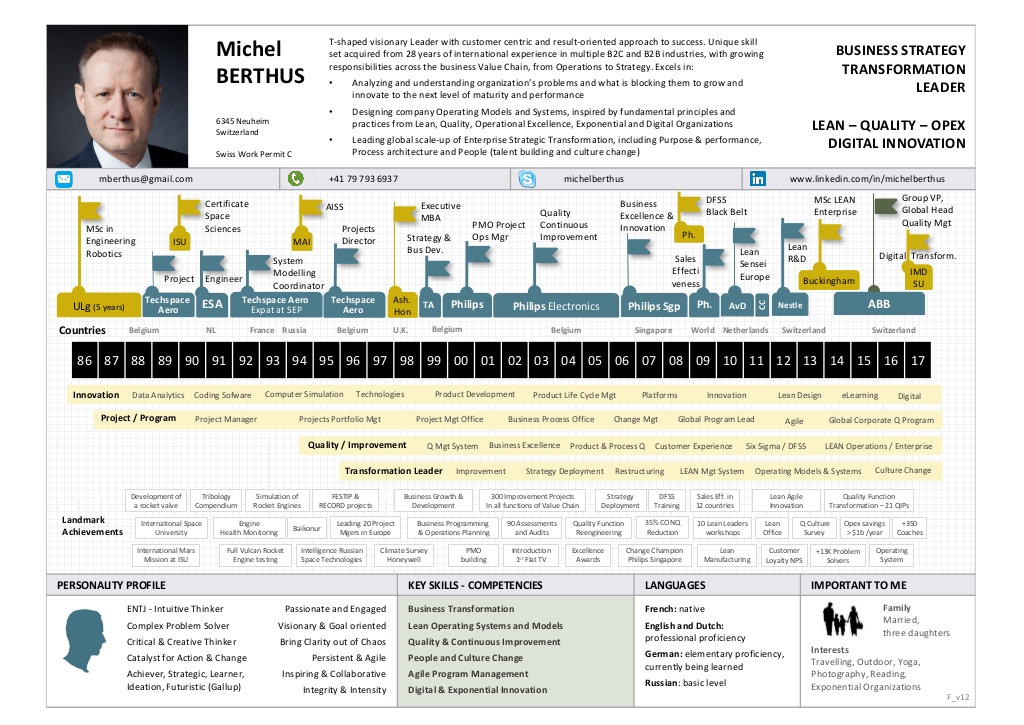 Michel
BERTHUS
6345 Neuheim
Switzerland
Swiss Work Permit C
T-shaped visionary Leader with customer centric and result-oriented approach to success. Unique skill
set acquired from 28 years of international experience in multiple B2C and B2B industries, with growing
responsibilities across the business Value Chain, from Operations to Strategy. Excels in:
• Analyzing and understanding organization's problems and what is blocking them to grow and
innovate to the next level of maturity and performance
• Designing company Operating Models and Systems, inspired by fundamental principles and
practices from Lean, Quality, Operational Excellence, Exponential and Digital Organizations
• Leading global scale-up of Enterprise Strategic Transformation, including Purpose & performance,
Process architecture and People (talent building and culture change)
BUSINESS STRATEGY
TRANSFORMATION
LEADER
LEAN – QUALITY – OPEX
DIGITAL INNOVATION
mberthus@gmail.com
+41 79 793 6937
michelberthus
www.linkedin.com/in/michelberthus
MSc in
Engineering
Robotics
Certificate
Space
Sciences
ISU
Project
Engineer
AISS
MAI
System
Modelling
Coordinator
Projects
Director
Executive
MBA
Strategy &
Bus Dev.
PMO Project
Ops Mgr
Quality
Continuous
Improvement
Business
Excellence &
Innovation
DFSS
Black Belt
Ph.
Sales
Effecti
veness
Lean
Sensei
Europe
Lean
R&D
MSc LEAN
Enterprise
Buckingham
Group VP,
Global Head
Quality Mgt
Digital Transform.
IMD
SU
ULg (5 years)
Techspace
Aero
ESA
Techspace Aero
Expat at SEP
Techspace
Aero
Ash.
Hon
TA
Philips
Philips Electronics
Philips Sgp
Ph.
AvD
CC
Nestle
ABB
Countries
Belgium
NL
France
Russia
Belgium
U.K.
Belgium
Belgium
Singapore
World
Netherlands
Switzerland
Switzerland
86 87 88 89 90 91 92 93 94 95 96 97 98 99 00 01 02 03 04 05 06 07 08 09 10 11 12 13 14 15 16 17
Innovation Data Analytics Coding Sofware Computer Simulation Technologies Product Development Product Life Cycle Mgt Platforms Innovation Lean Design eLearning Digital
Project / Program Project Manager Projects Portfolio Mgt Project Mgt Office Business Process Office Change Mgt Global Program Lead Agile Global Corporate Q Program
Quality / Improvement Q Mgt System Business Excellence Product & Process Q Customer Experience Six Sigma / DFSS LEAN Operations / Enterprise
Transformation Leader Improvement Strategy Deployment Restructuring LEAN Mgt System Operating Models & Systems Culture Change
Landmark
Achievements
Development of
a rocket valve
Tribology
Compendium
Simulation of
Rocket Engines
FESTIP &
RECORD projects
Business Growth &
Development
300 Improvement Projects
In all functions of Value Chain
Strategy
Deployment
DFSS
Training
Sales Eff. in
12 countries
Lean Agile
Innovation
Quality Function
Transformation – 21 QIPs
International Space
University
Engine
Health Monitoring
Baikonur
Leading 20 Project
Mgers in Europe
Business Programming
& Operations Planning
90 Assessments
and Audits
Quality Function
Reengineering
35% CONQ
Reduction
10 Lean Leaders
workshops
Lean
Office
Q Culture
Survey
Opex savings
> $1b /year
+350
Coaches
International Mars
Mission at ISU
Full Vulcan Rocket
Engine testing
Intelligence Russian
Space Technologies
Climate Survey
Honeywell
PMO
building
Introduction
1st Flat TV
Excellence
Awards
Change Champion
Philips Singapore
Lean
Manufacturing
Customer
Loyalty NPS
+13K Problem
Solvers
Operating
System
PERSONALITY PROFILE
ENTJ - Intuitive Thinker
Complex Problem Solver
Critical & Creative Thinker
Catalyst for Action & Change
Achiever, Strategic, Learner,
Ideation, Futuristic (Gallup)
Passionate and Engaged
Visionary & Goal oriented
Bring Clarity out of Chaos
Persistent & Agile
Inspiring & Collaborative
Integrity & Intensity
KEY SKILLS - COMPETENCIES
Business Transformation
Lean Operating Systems and Models
Quality & Continuous Improvement
People and Culture Change
Agile Program Management
Digital & Exponential Innovation
LANGUAGES
French: native
English and Dutch:
professional proficiency
German: elementary proficiency,
currently being learned
Russian: basic level
IMPORTANT TO ME
Family
Married,
three daughters
Interests
Travelling, Outdoor, Yoga,
Photography, Reading,
Exponential Organizations
F_v12